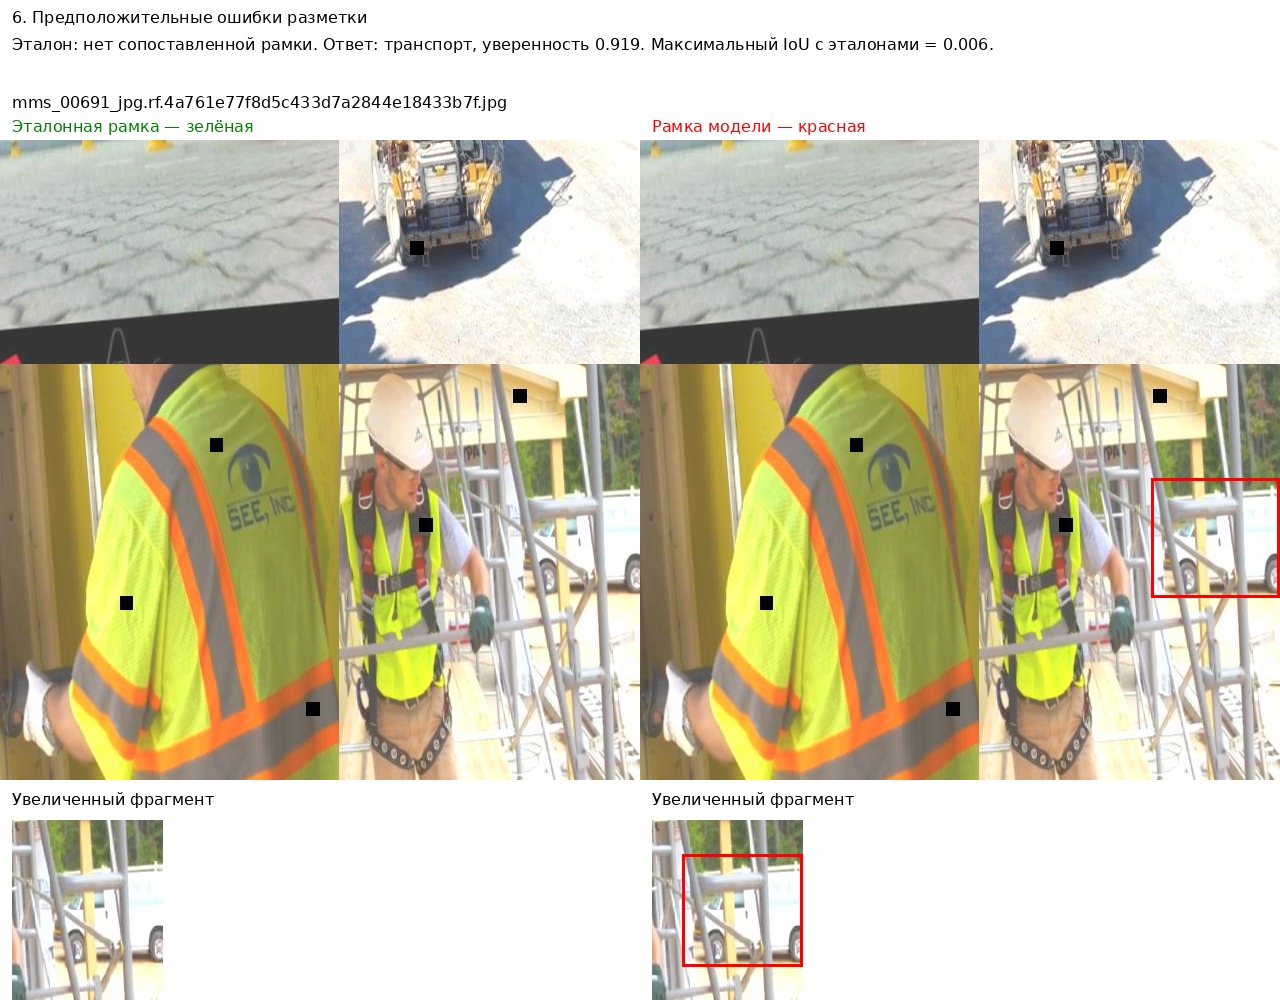 6. Предположительные ошибки разметки
Эталон: нет сопоставленной рамки. Ответ: транспорт, уверенность 0.919. Максимальный IoU с эталонами = 0.006.
mms_00691_jpg.rf.4a761e77f8d5c433d7a2844e18433b7f.jpg
Эталонная рамка — зелёная
Рамка модели — красная
SEE, INC
SEE, INC
Увеличенный фрагмент
Увеличенный фрагмент